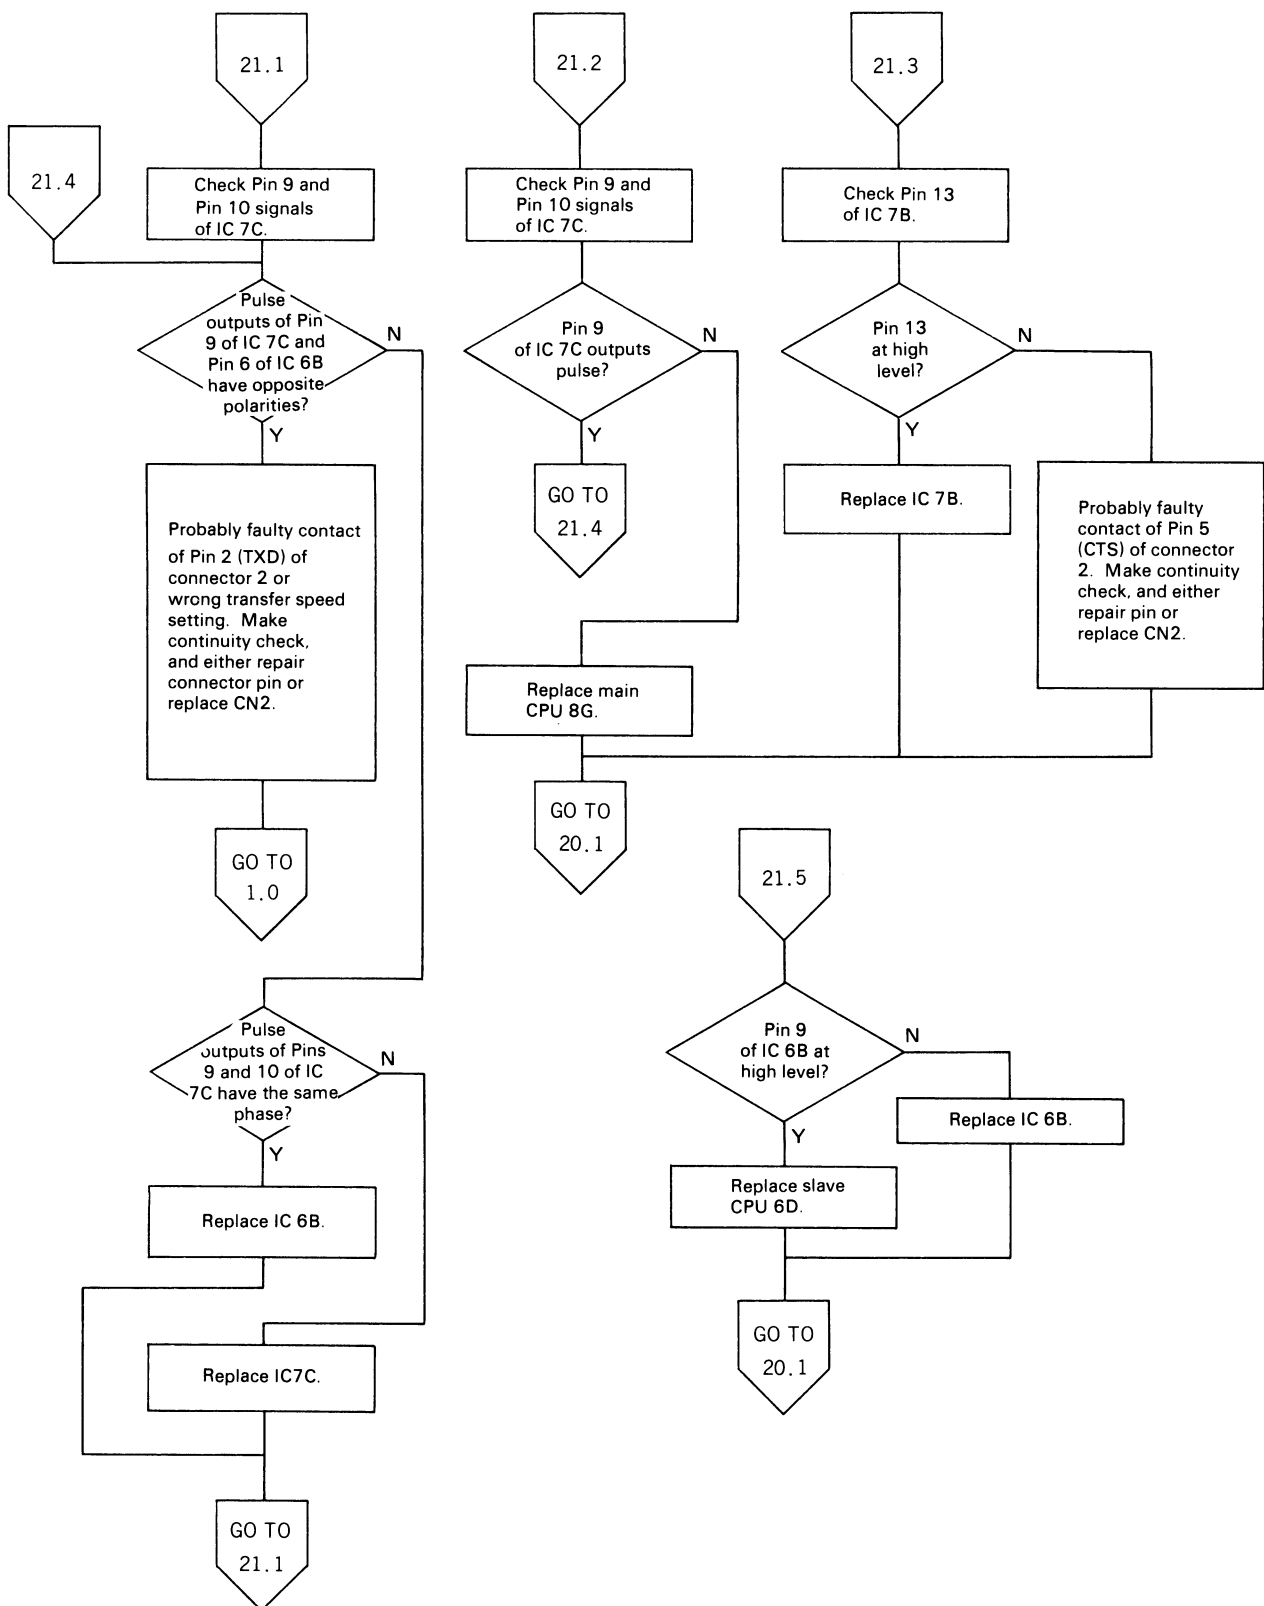 21.1
21.4
Check Pin 9 and
Pin 10 signals
of IC 7C.
Pulse
outputs of Pin
9 of IC 7C and
Pin 6 of IC 6B
have opposite
polarities?
N
Y
Probably faulty contact
of Pin 2 (TXD) of
connector 2 or
wrong transfer speed
setting. Make
continuity check,
and either repair
connector pin or
replace CN2.
GO TO
1.0
Pulse
outputs of Pins
9 and 10 of IC
7C have the same
phase?
N
Y
Replace IC 6B.
Replace IC7C.
GO TO
21.1
21.2
Check Pin 9 and
Pin 10 signals
of IC 7C.
Pin 9
of IC 7C outputs
pulse?
N
Y
GO TO
21.4
Replace main
CPU 8G.
GO TO
20.1
21.3
Check Pin 13
of IC 7B.
Pin 13
at high
level?
N
Y
Replace IC 7B.
Probably faulty
contact of Pin 5
(CTS) of connector
2. Make continuity
check, and either
repair pin or
replace CN2.
21.5
Pin 9
of IC 6B at
high level?
N
Y
Replace IC 6B.
Replace slave
CPU 6D.
GO TO
20.1